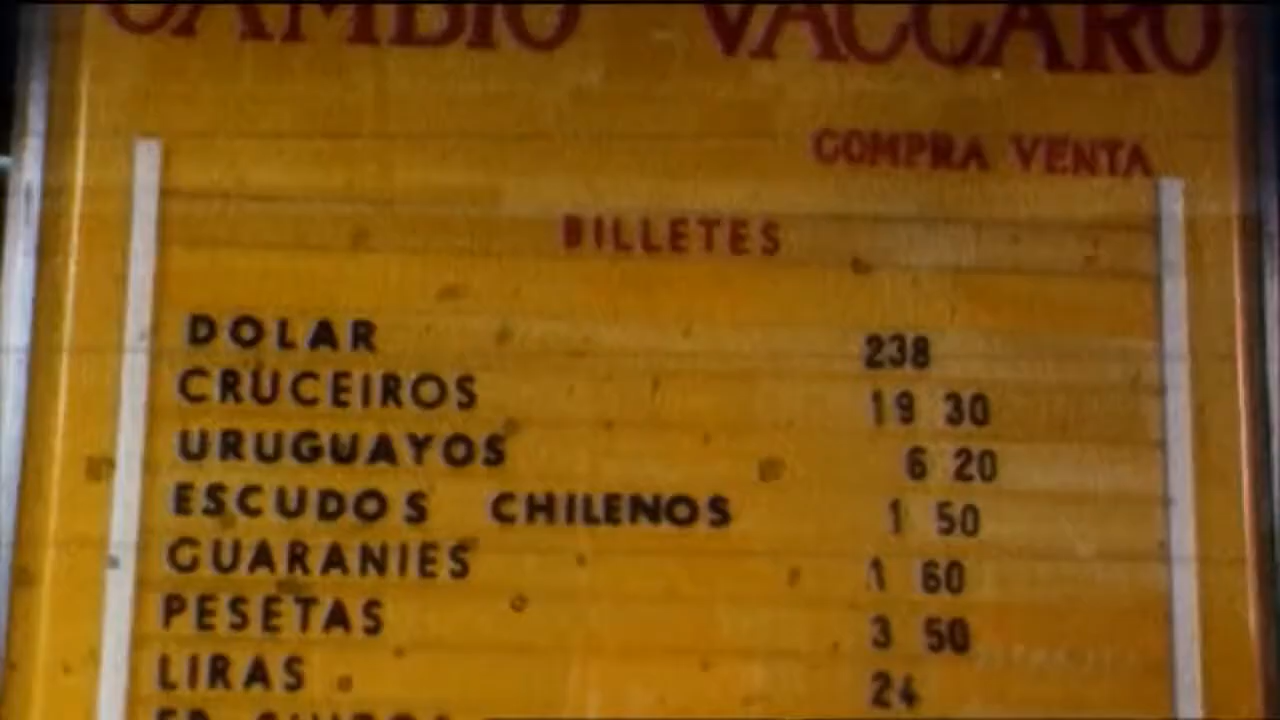 CAMBIO VACCARO
COMPRA VENTA
BILLETES
DOLAR 238
CRUCEIROS 19 30
URUGUAYOS 6 20
ESCUDOS CHILENOS 1 50
GUARANIES 1 60
PESETAS 3 50
LIRAS 24